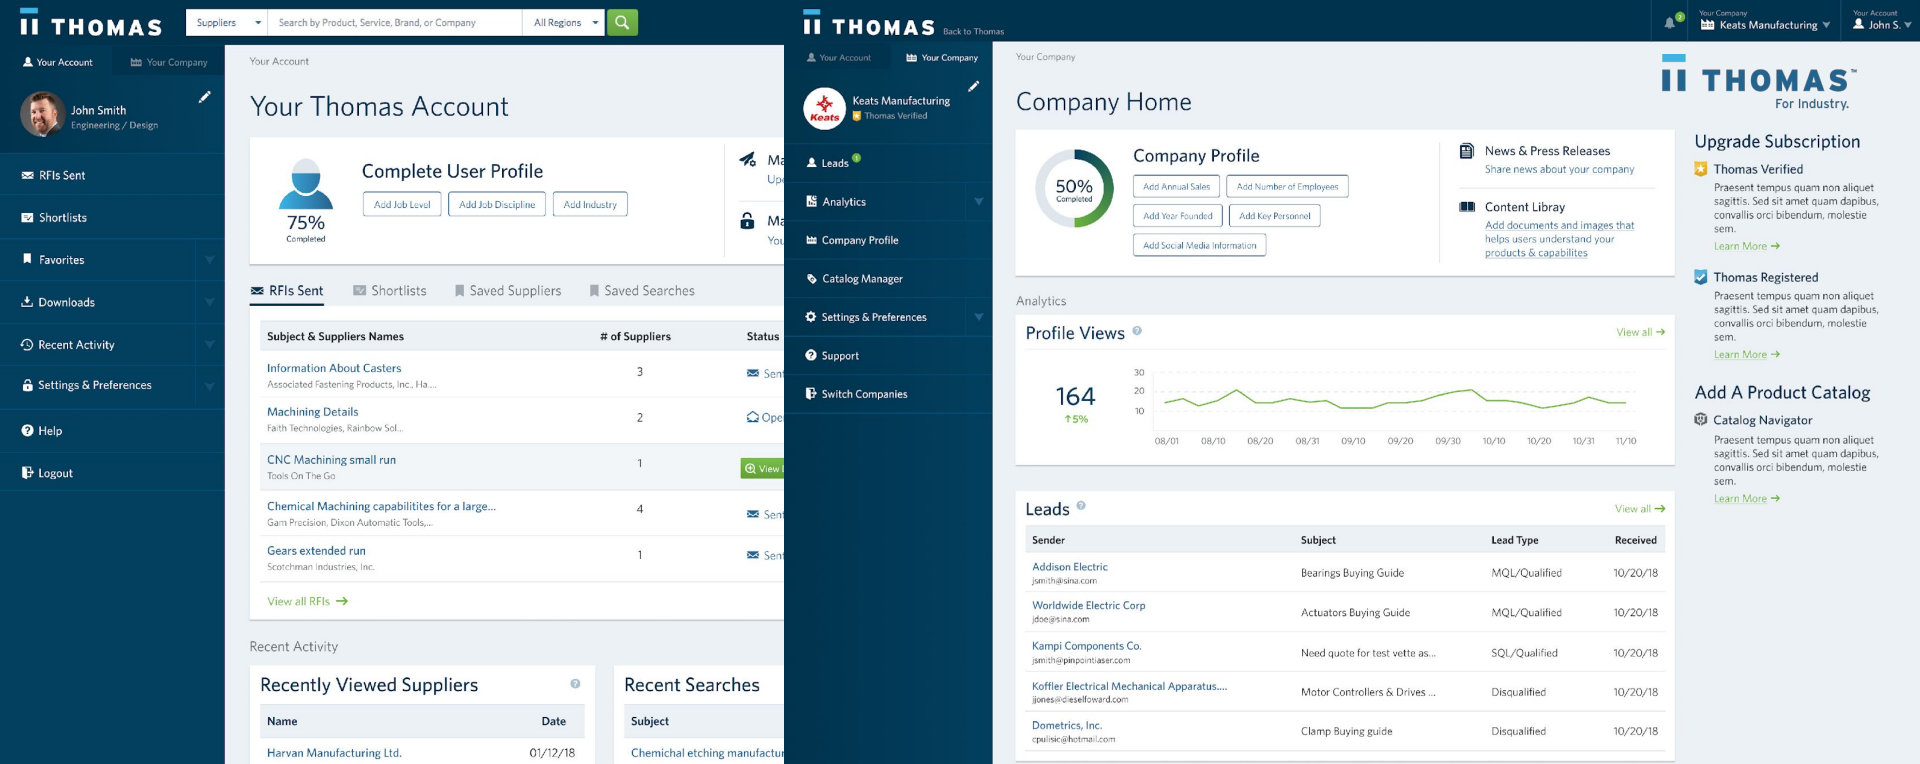 THOMAS
Suppliers
Search by Product, Service, Brand, or Company
All Regions
Your Account
Your Company
John Smith
Engineering / Design
RFIs Sent
Shortlists
Favorites
Downloads
Recent Activity
Settings & Preferences
Help
Logout
Your Account
Your Thomas Account
75%
Completed
Complete User Profile
Add Job Level
Add Job Discipline
Add Industry
Ma
Upd
Ma
You
RFIs Sent
Shortlists
Saved Suppliers
Saved Searches
Subject & Suppliers Names
# of Suppliers
Status
Information About Casters
Associated Fastening Products, Inc., Ha...
3
Sent
Machining Details
Faith Technologies, Rainbow Sol...
2
Ope
CNC Machining small run
Tools On The Go
1
View
Chemical Machining capabilitites for a large...
Gam Precision, Dixon Automatic Tools,...
4
Sent
Gears extended run
Scotchman Industries, Inc.
1
Sent
View all RFIs
Recent Activity
Recently Viewed Suppliers
Name
Date
Harvan Manufacturing Ltd.
01/12/18
Recent Searches
Subject
Chemichal etching manufactur
THOMAS
Back to Thomas
2
Your Company
Keats Manufacturing
Your Account
John S.
Your Account
Your Company
Keats
Keats Manufacturing
Thomas Verified
Leads
1
Analytics
Company Profile
Catalog Manager
Settings & Preferences
Support
Switch Companies
Your Company
Company Home
50%
Completed
Company Profile
Add Annual Sales
Add Number of Employees
Add Year Founded
Add Key Personnel
Add Social Media Information
News & Press Releases
Share news about your company
Content Libray
Add documents and images that
helps users understand your
products & capabilites
Analytics
Profile Views
View all
164
5%
30
20
10
08/01
08/10
08/20
08/31
09/10
09/20
09/30
10/10
10/20
10/31
11/10
Leads
View all
Sender
Subject
Lead Type
Received
Addison Electric
jsmith@sina.com
Bearings Buying Guide
MQL/Qualified
10/20/18
Worldwide Electric Corp
jdoe@sina.com
Actuators Buying Guide
MQL/Qualified
10/20/18
Kampi Components Co.
jsmith@pinpointlaser.com
Need quote for test vette as...
SQL/Qualified
10/20/18
Koffler Electrical Mechanical Apparatus....
jjones@dieselfoward.com
Motor Controllers & Drives ...
Disqualified
10/20/18
Dometrics, Inc.
cpulisic@hotmail.com
Clamp Buying guide
Disqualified
10/20/18
THOMAS™
For Industry.
Upgrade Subscription
Thomas Verified
Praesent tempus quam non aliquet
sagittis. Sed sit amet quam dapibus,
convallis orci bibendum, molestie
sem.
Learn More
Thomas Registered
Praesent tempus quam non aliquet
sagittis. Sed sit amet quam dapibus,
convallis orci bibendum, molestie
sem.
Learn More
Add A Product Catalog
Catalog Navigator
Praesent tempus quam non aliquet
sagittis. Sed sit amet quam dapibus,
convallis orci bibendum, molestie
sem.
Learn More